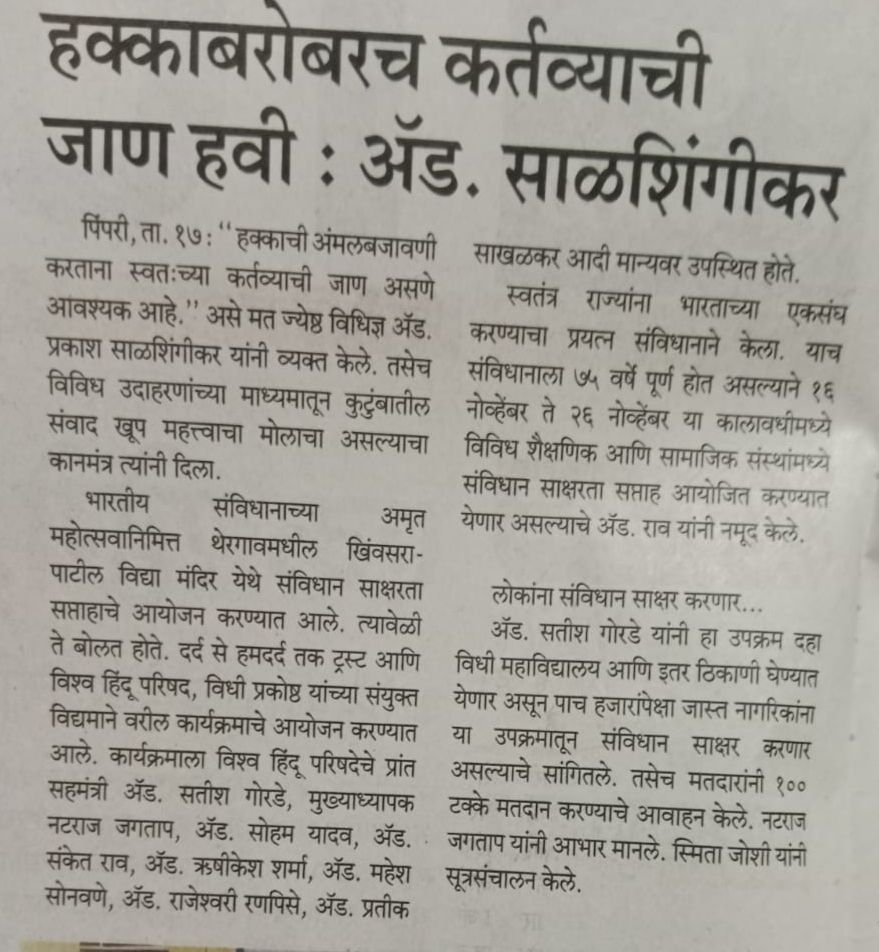 हक्काबरोबरच कर्तव्याची
जाण हवी : ॲड. साळशिंगीकर
पिंपरी, ता. १७ : ‘‘हक्काची अंमलबजावणी
करताना स्वतःच्या कर्तव्याची जाण असणे
आवश्यक आहे.’’ असे मत ज्येष्ठ विधिज्ञ ॲड.
प्रकाश साळशिंगीकर यांनी व्यक्त केले. तसेच
विविध उदाहरणांच्या माध्यमातून कुटुंबातील
संवाद खूप महत्त्वाचा मोलाचा असल्याचा
कानमंत्र त्यांनी दिला.
भारतीय संविधानाच्या अमृत
महोत्सवानिमित्त थेरगावमधील खिंवसरा-
पाटील विद्या मंदिर येथे संविधान साक्षरता
सप्ताहाचे आयोजन करण्यात आले. त्यावेळी
ते बोलत होते. दर्द से हमदर्द तक ट्रस्ट आणि
विश्व हिंदू परिषद, विधी प्रकोष्ठ यांच्या संयुक्त
विद्यमाने वरील कार्यक्रमाचे आयोजन करण्यात
आले. कार्यक्रमाला विश्व हिंदू परिषदेचे प्रांत
सहमंत्री ॲड. सतीश गोरडे, मुख्याध्यापक
नटराज जगताप, ॲड. सोहम यादव, ॲड.
संकेत राव, ॲड. ऋषीकेश शर्मा, ॲड. महेश
सोनवणे, ॲड. राजेश्वरी रणपिसे, ॲड. प्रतीक
साखळकर आदी मान्यवर उपस्थित होते.
स्वतंत्र राज्यांना भारताच्या एकसंघ
करण्याचा प्रयत्न संविधानाने केला. याच
संविधानाला ७५ वर्षे पूर्ण होत असल्याने १६
नोव्हेंबर ते २६ नोव्हेंबर या कालावधीमध्ये
विविध शैक्षणिक आणि सामाजिक संस्थांमध्ये
संविधान साक्षरता सप्ताह आयोजित करण्यात
येणार असल्याचे ॲड. राव यांनी नमूद केले.
लोकांना संविधान साक्षर करणार...
ॲड. सतीश गोरडे यांनी हा उपक्रम दहा
विधी महाविद्यालय आणि इतर ठिकाणी घेण्यात
येणार असून पाच हजारांपेक्षा जास्त नागरिकांना
या उपक्रमातून संविधान साक्षर करणार
असल्याचे सांगितले. तसेच मतदारांनी १००
टक्के मतदान करण्याचे आवाहन केले. नटराज
जगताप यांनी आभार मानले. स्मिता जोशी यांनी
सूत्रसंचालन केले.